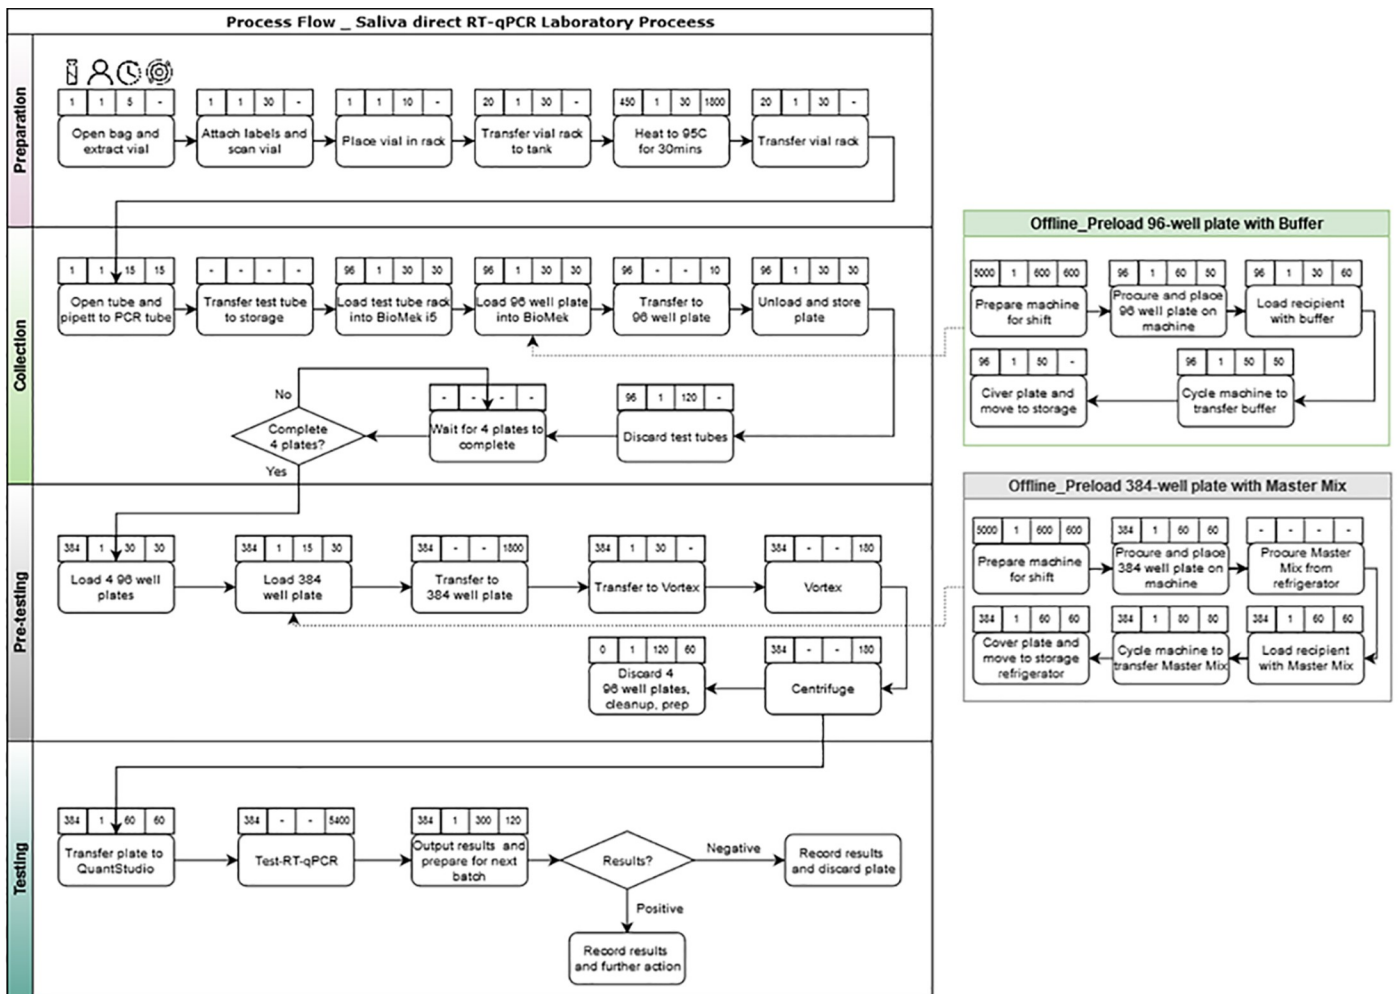 Process Flow _ Saliva direct RT-qPCR Laboratory Proceess
Preparation
1 1 5 -
Open bag and
extract vial
1 1 30 -
Attach labels and
scan vial
1 1 10 -
Place vial in rack
20 1 30 -
Transfer vial rack
to tank
450 1 30 1800
Heat to 95C
for 30mins
20 1 30 -
Transfer vial rack
Collection
1 1 15 15
Open tube and
pipett to PCR tube
- - - -
Transfer test tube
to storage
96 1 30 30
Load test tube rack
into BioMek i5
96 1 30 30
Load 96 well plate
into BioMek
96 - - 10
Transfer to
96 well plate
96 1 30 30
Unload and store
plate
96 1 120 -
Discard test tubes
- - - -
Wait for 4 plates to
complete
Complete
4 plates?
No
Yes
Pre-testing
384 1 30 30
Load 4 96 well
plates
384 1 15 30
Load 384
well plate
384 - - 1800
Transfer to
384 well plate
384 1 30 -
Transfer to Vortex
384 - - 180
Vortex
384 - - 180
Centrifuge
0 1 120 60
Discard 4
96 well plates,
cleanup, prep
Testing
384 1 60 60
Transfer plate to
QuantStudio
384 - - 5400
Test-RT-qPCR
384 1 300 120
Output results and
prepare for next
batch
Results?
Negative
Record results
and discard plate
Positive
Record results
and further action
Offline_Preload 96-well plate with Buffer
5000 1 600 600
Prepare machine
for shift
96 1 60 50
Procure and place
96 well plate on
machine
96 1 30 60
Load recipient
with buffer
96 1 50 50
Cycle machine to
transfer buffer
96 1 50 -
Civer plate and
move to storage
Offline_Preload 384-well plate with Master Mix
5000 1 600 600
Prepare machine
for shift
384 1 60 60
Procure and place
384 well plate on
machine
- - - -
Procure Master
Mix from
refrigerator
384 1 60 60
Load recipient
with Master Mix
384 1 80 80
Cycle machine to
transfer Master Mix
384 1 60 60
Cover plate and
move to storage
refrigerator